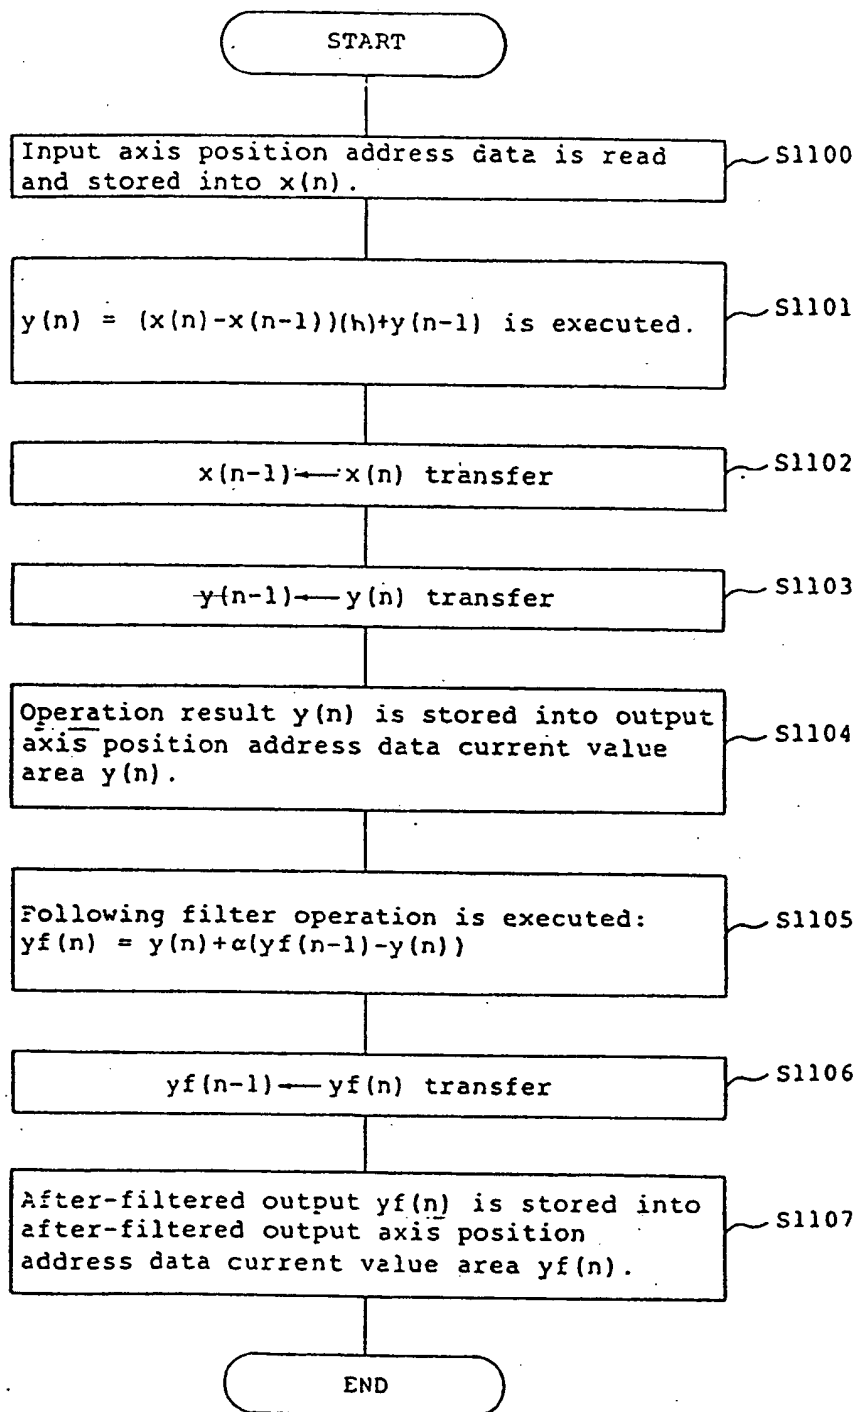 START
Input axis position address data is read
and stored into x(n).
S1100
y(n) = (x(n)-x(n-1))(h)+y(n-1) is executed.
S1101
x(n-1)←x(n) transfer
S1102
y(n-1)←y(n) transfer
S1103
Operation result y(n) is stored into output
axis position address data current value
area y(n).
S1104
Following filter operation is executed:
yf(n) = y(n)+α(yf(n-1)-y(n))
S1105
yf(n-1)←yf(n) transfer
S1106
After-filtered output yf(n) is stored into
after-filtered output axis position
address data current value area yf(n).
S1107
END